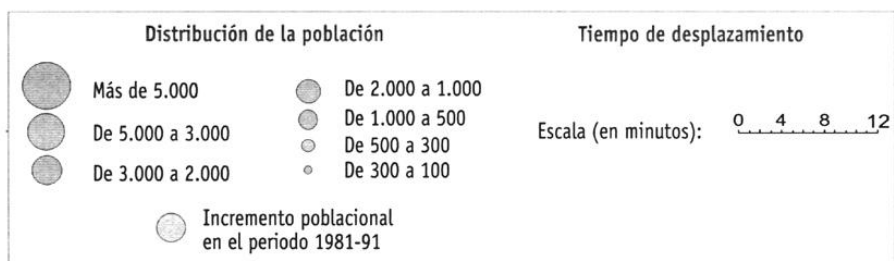 Distribución de la población
Más de 5.000
De 5.000 a 3.000
De 3.000 a 2.000
De 2.000 a 1.000
De 1.000 a 500
De 500 a 300
De 300 a 100
Incremento poblacional
en el periodo 1981-91
Tiempo de desplazamiento
Escala (en minutos):
0 4 8 12